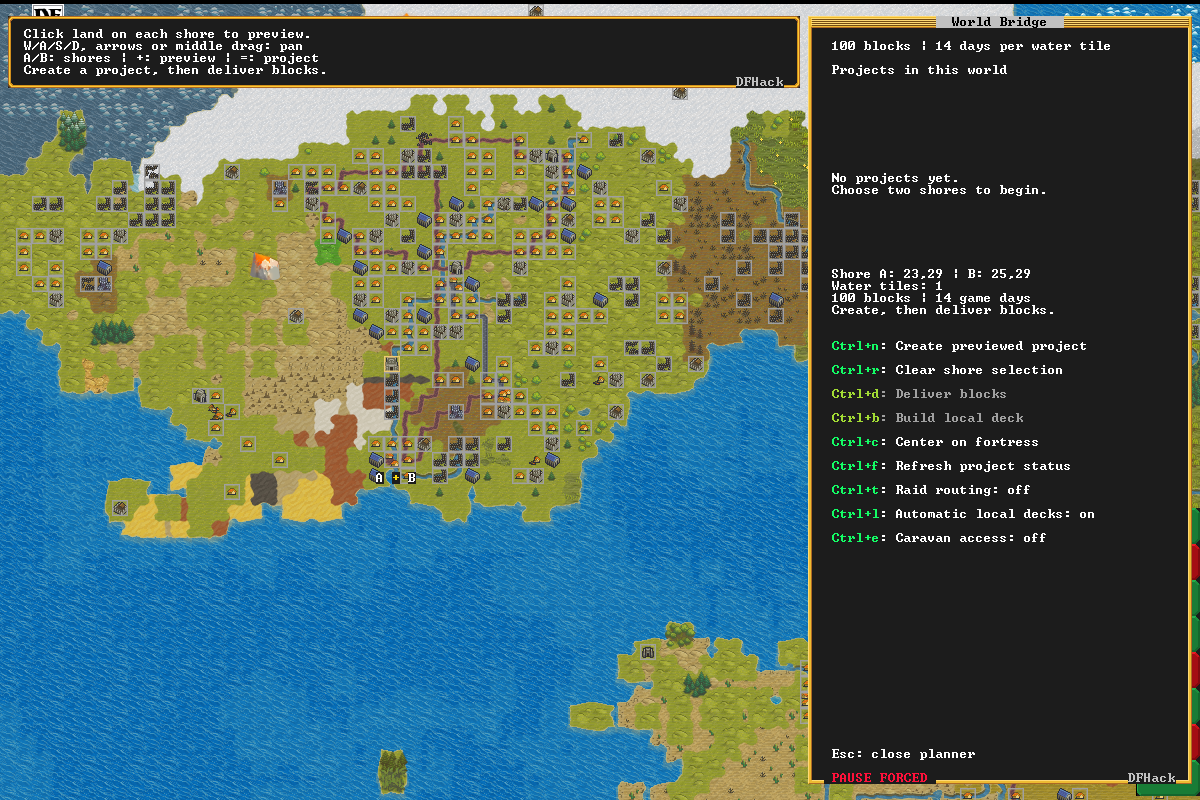 DF
Click land on each shore to preview.
W/A/S/D, arrows or middle drag: pan
A/B: shores ¦ +: preview ¦ =: project
Create a project, then deliver blocks.
DFHack
World Bridge
100 blocks ¦ 14 days per water tile
Projects in this world
No projects yet.
Choose two shores to begin.
Shore A: 23,29 ¦ B: 25,29
Water tiles: 1
100 blocks ¦ 14 game days
Create, then deliver blocks.
Ctrl+n: Create previewed project
Ctrl+r: Clear shore selection
Ctrl+d: Deliver blocks
Ctrl+b: Build local deck
Ctrl+c: Center on fortress
Ctrl+f: Refresh project status
Ctrl+t: Raid routing: off
Ctrl+l: Automatic local decks: on
Ctrl+e: Caravan access: off
A + B
Esc: close planner
PAUSE FORCED
DFHack